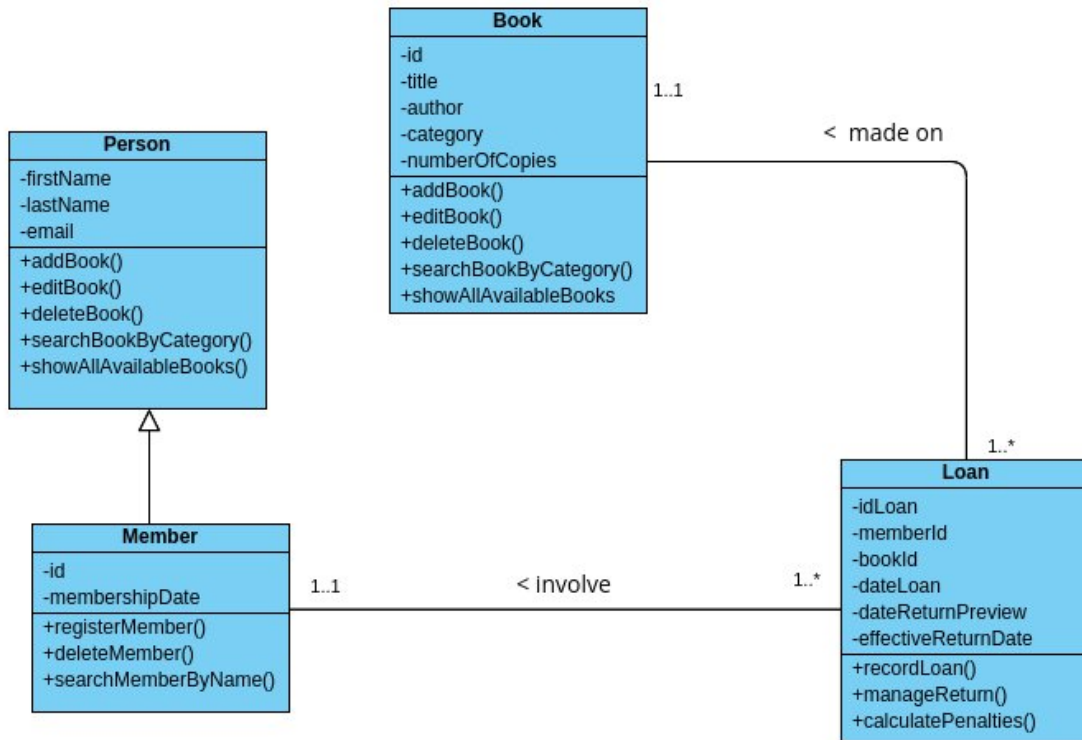 Book
-id
-title
-author
-category
-numberOfCopies
+addBook()
+editBook()
+deleteBook()
+searchBookByCategory()
+showAllAvailableBooks
1..1
< made on
Person
-firstName
-lastName
-email
+addBook()
+editBook()
+deleteBook()
+searchBookByCategory()
+showAllAvailableBooks()
1..*
Loan
-idLoan
-memberId
-bookId
-dateLoan
-dateReturnPreview
-effectiveReturnDate
+recordLoan()
+manageReturn()
+calculatePenalties()
Member
-id
-membershipDate
+registerMember()
+deleteMember()
+searchMemberByName()
1..1
< involve
1..*